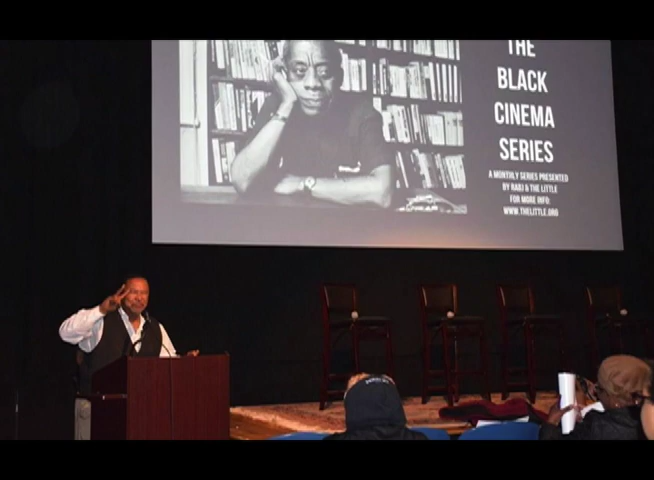 THE
BLACK
CINEMA
SERIES
A MONTHLY SERIES PRESENTED
BY RABJ & THE LITTLE
FOR MORE INFO:
WWW.THELITTLE.ORG